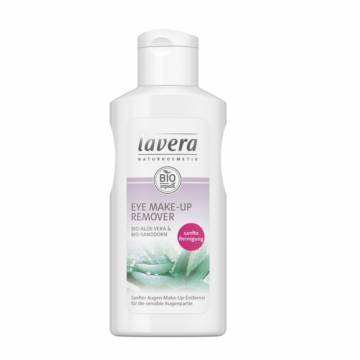 lavera
NATURKOSMETIK
BIO
organic
EYE MAKE-UP
REMOVER
BIO-ALOE VERA &
BIO-SANDDORN
sanfte
Reinigung
Sanfter Augen-Make-Up-Entferner
für die sensible Augenpartie